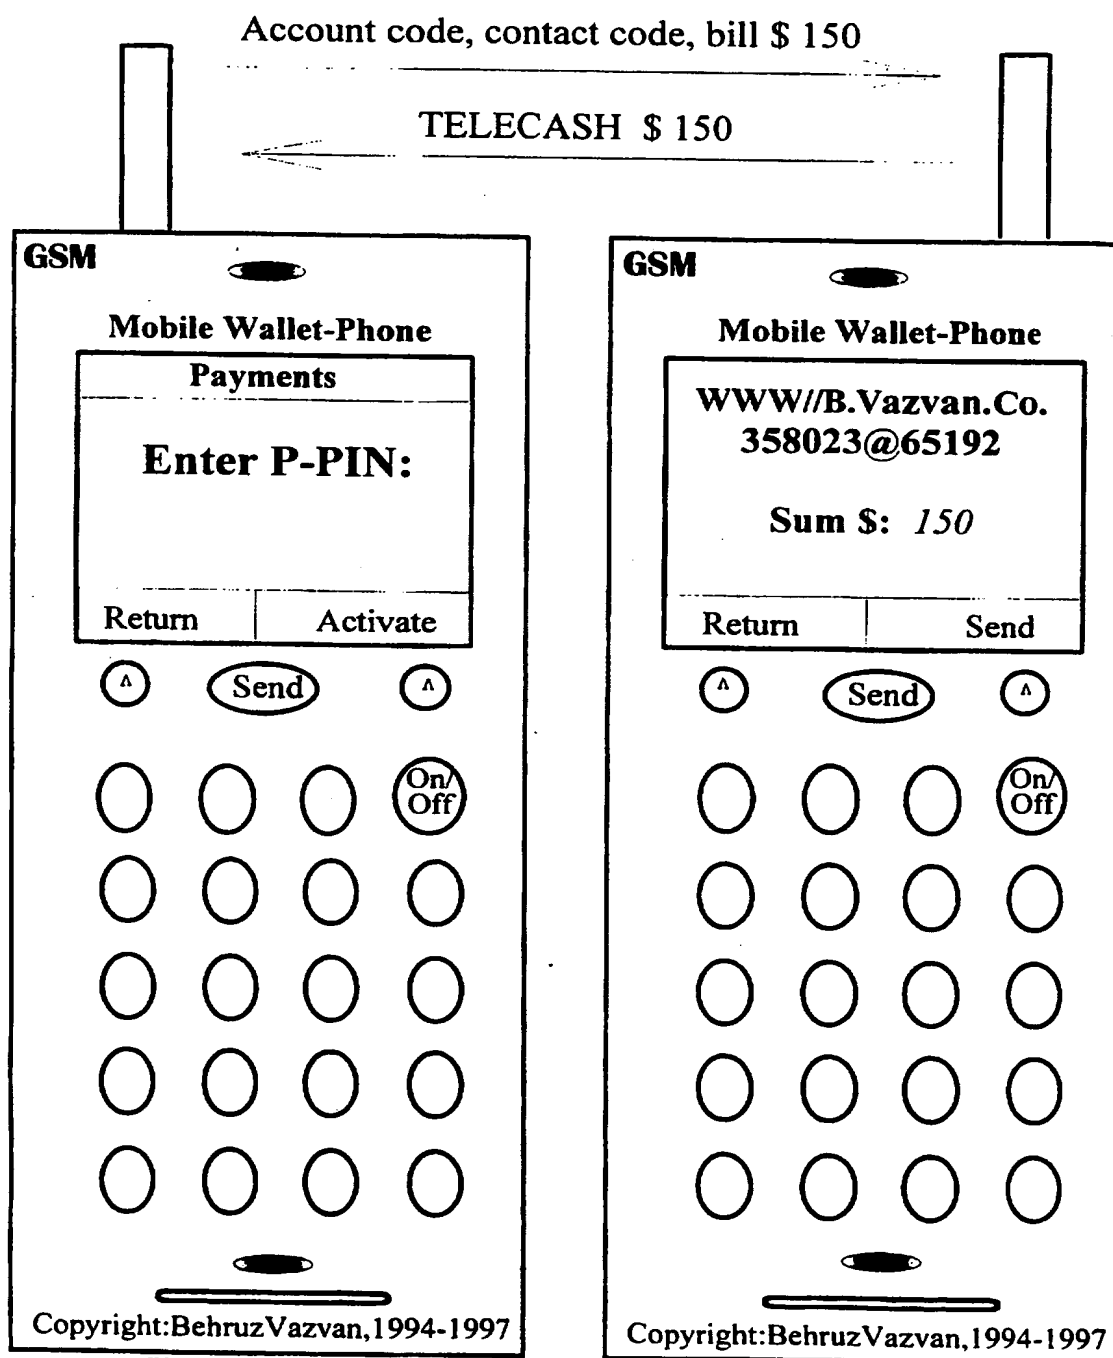 Account code, contact code, bill $ 150
TELECASH $ 150
GSM
Mobile Wallet-Phone
Payments
Enter P-PIN:
Return Activate
^ Send ^
On/
Off
Copyright:BehruzVazvan,1994-1997
GSM
Mobile Wallet-Phone
WWW//B.Vazvan.Co.
358023@65192
Sum $: 150
Return Send
^ Send ^
On/
Off
Copyright:BehruzVazvan,1994-1997